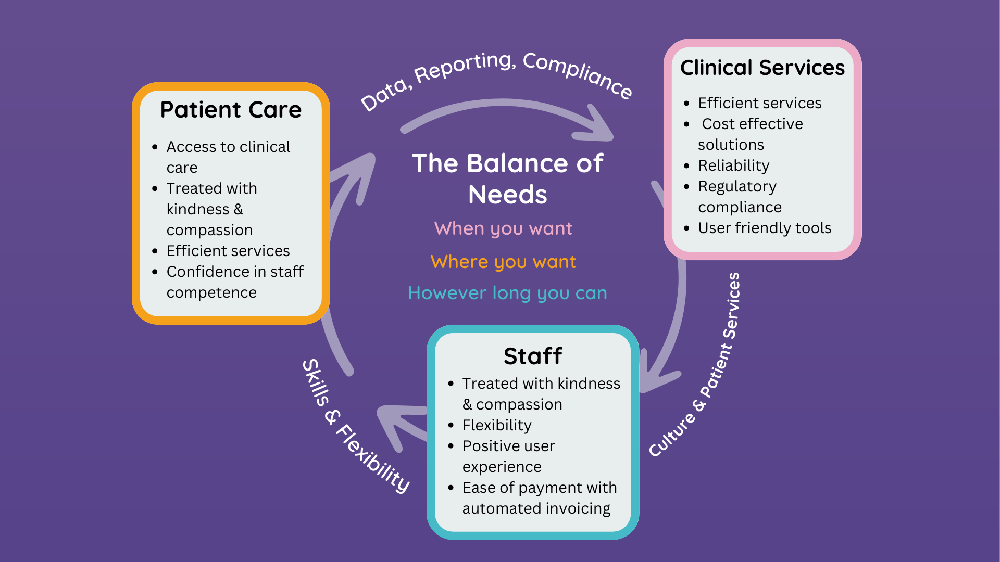 Data, Reporting, Compliance
Patient Care
• Access to clinical
care
• Treated with
kindness &
compassion
• Efficient services
• Confidence in staff
competence
Clinical Services
• Efficient services
• Cost effective
solutions
• Reliability
• Regulatory
compliance
• User friendly tools
The Balance of
Needs
When you want
Where you want
However long you can
Culture & Patient Services
Staff
• Treated with kindness
& compassion
• Flexibility
• Positive user
experience
• Ease of payment with
automated invoicing
Skills & Flexibility